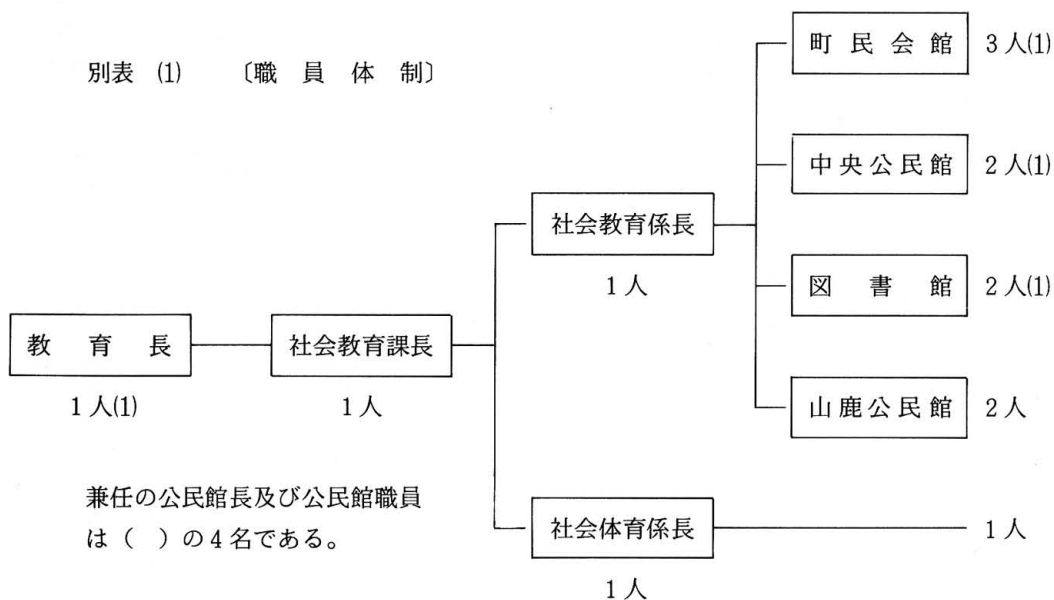 別表 (1) 〔職員体制〕
町民会館 3人(1)
中央公民館 2人(1)
社会教育係長
1人
図書館 2人(1)
教育長
1人(1)
社会教育課長
1人
山鹿公民館 2人
兼任の公民館長及び公民館職員
は( )の4名である。
社会体育係長 1人
1人